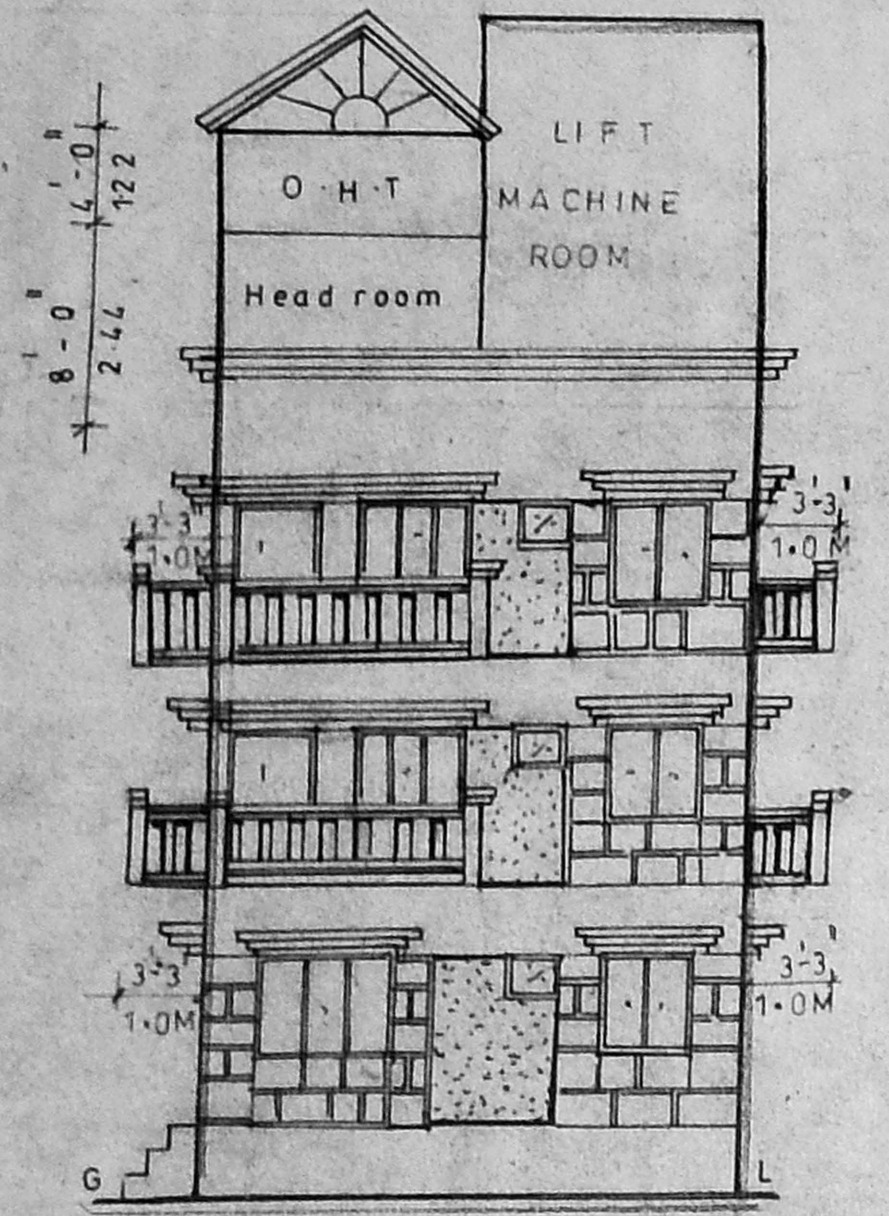 LIFT
MACHINE
ROOM
O·H·T
Head room
4'-0"
1·22
8'-0"
2·44
3'-3"
1·0M
3'-3"
1·0M
3'-3"
1·0M
3'-3"
1·0M
G
L